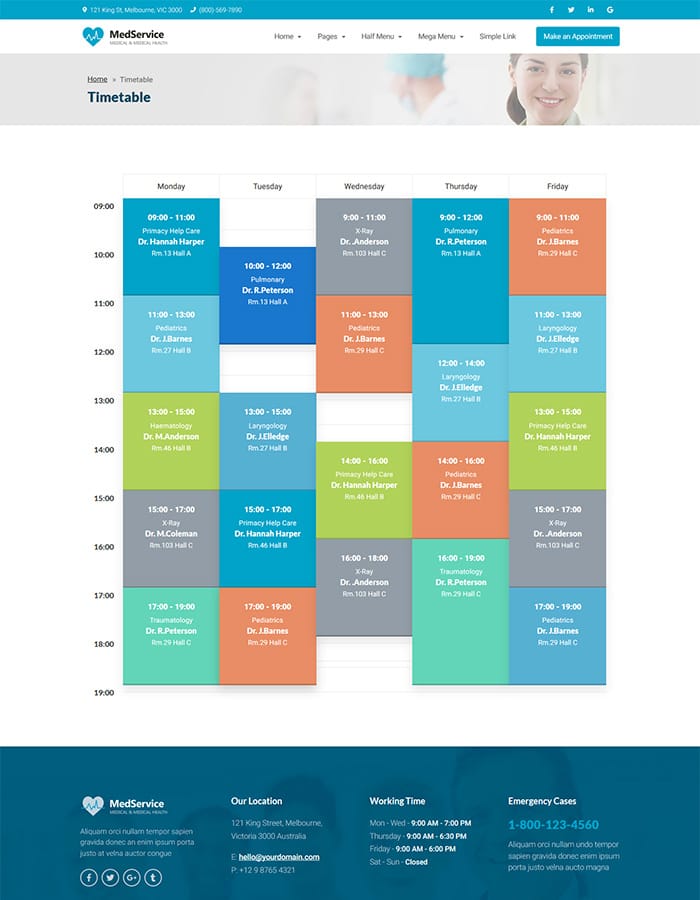 121 King St, Melbourne, VIC 3000 (800)-569-7890
MedService
MEDICAL & MEDICAL HEALTH
Home Pages Half Menu Mega Menu Simple Link Make an Appointment
Home » Timetable
Timetable
Monday Tuesday Wednesday Thursday Friday
09:00
10:00
11:00
12:00
13:00
14:00
15:00
16:00
17:00
18:00
19:00
09:00 - 11:00
Primacy Help Care
Dr. Hannah Harper
Rm.13 Hall A
11:00 - 13:00
Pediatrics
Dr. J.Barnes
Rm.27 Hall B
13:00 - 15:00
Haematology
Dr. M.Anderson
Rm.46 Hall B
15:00 - 17:00
X-Ray
Dr. M.Coleman
Rm.103 Hall C
17:00 - 19:00
Traumatology
Dr. R.Peterson
Rm.29 Hall C
10:00 - 12:00
Pulmonary
Dr. R.Peterson
Rm.13 Hall A
13:00 - 15:00
Laryngology
Dr. J.Elledge
Rm.27 Hall B
15:00 - 17:00
Primacy Help Care
Dr. Hannah Harper
Rm.46 Hall B
17:00 - 19:00
Pediatrics
Dr. J.Barnes
Rm.29 Hall C
9:00 - 11:00
X-Ray
Dr. .Anderson
Rm.103 Hall C
11:00 - 13:00
Pediatrics
Dr. J.Barnes
Rm.29 Hall C
14:00 - 16:00
Primacy Help Care
Dr. Hannah Harper
Rm.46 Hall B
16:00 - 18:00
X-Ray
Dr. .Anderson
Rm.103 Hall C
9:00 - 12:00
Pulmonary
Dr. R.Peterson
Rm.13 Hall A
12:00 - 14:00
Laryngology
Dr. J.Elledge
Rm.27 Hall B
14:00 - 16:00
Pediatrics
Dr. J.Barnes
Rm.29 Hall C
16:00 - 19:00
Traumatology
Dr. R.Peterson
Rm.29 Hall C
9:00 - 11:00
Pediatrics
Dr. J.Barnes
Rm.29 Hall C
11:00 - 13:00
Laryngology
Dr. J.Elledge
Rm.27 Hall B
13:00 - 15:00
Primacy Help Care
Dr. Hannah Harper
Rm.46 Hall B
15:00 - 17:00
X-Ray
Dr. .Anderson
Rm.103 Hall C
17:00 - 19:00
Pediatrics
Dr. J.Barnes
Rm.29 Hall C
MedService
MEDICAL & MEDICAL HEALTH
Aliquam orci nullam tempor sapien
gravida donec an enim ipsum porta
justo at velna auctor congue
Our Location
121 King Street, Melbourne,
Victoria 3000 Australia
E: hello@yourdomain.com
P: +12 9 8765 4321
Working Time
Mon - Wed - 9:00 AM - 7:00 PM
Thursday - 9:00 AM - 6:30 PM
Friday - 9:00 AM - 6:00 PM
Sat - Sun - Closed
Emergency Cases
1-800-123-4560
Aliquam orci nullam undo tempor
sapien gravida donec enim ipsum
porta justo velna aucto magna